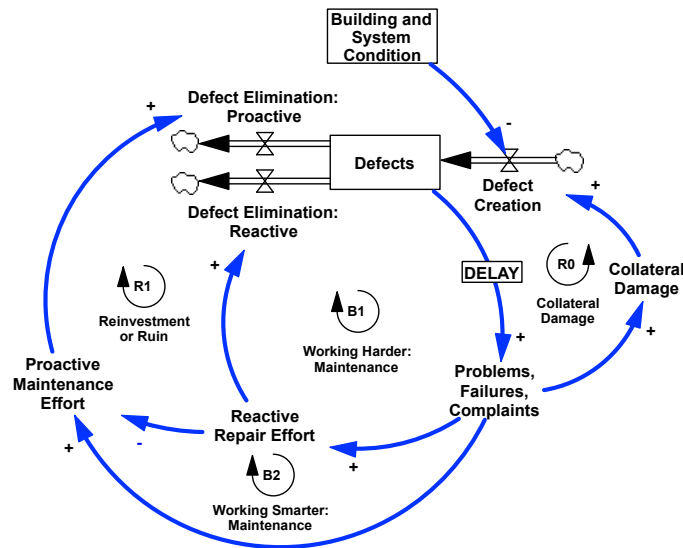 Building and
System
Condition
+
Defect Elimination:
Proactive
-
Defects
Defect
Creation
+
Defect Elimination:
Reactive
+
DELAY
R0
Collateral
Damage
Collateral
Damage
R1
Reinvestment
or Ruin
B1
Working Harder:
Maintenance
+
+
Proactive
Maintenance
Effort
Problems,
Failures,
Complaints
Reactive
Repair Effort
+
-
+
B2
Working Smarter:
Maintenance